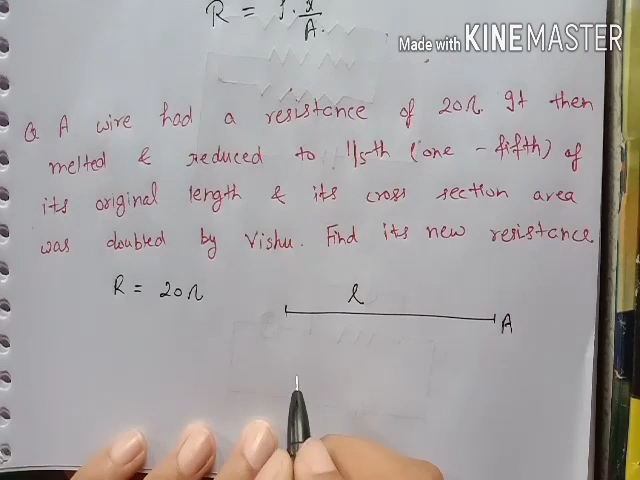 R = ρ. l/A.
Made with KINEMASTER
Q A wire had a resistance of 20Ω It then
melted & reduced to 1/5th (one - fifth) of
its original length & its cross section area
was doubled by Vishu. Find its new resistance
R = 20Ω
l
A